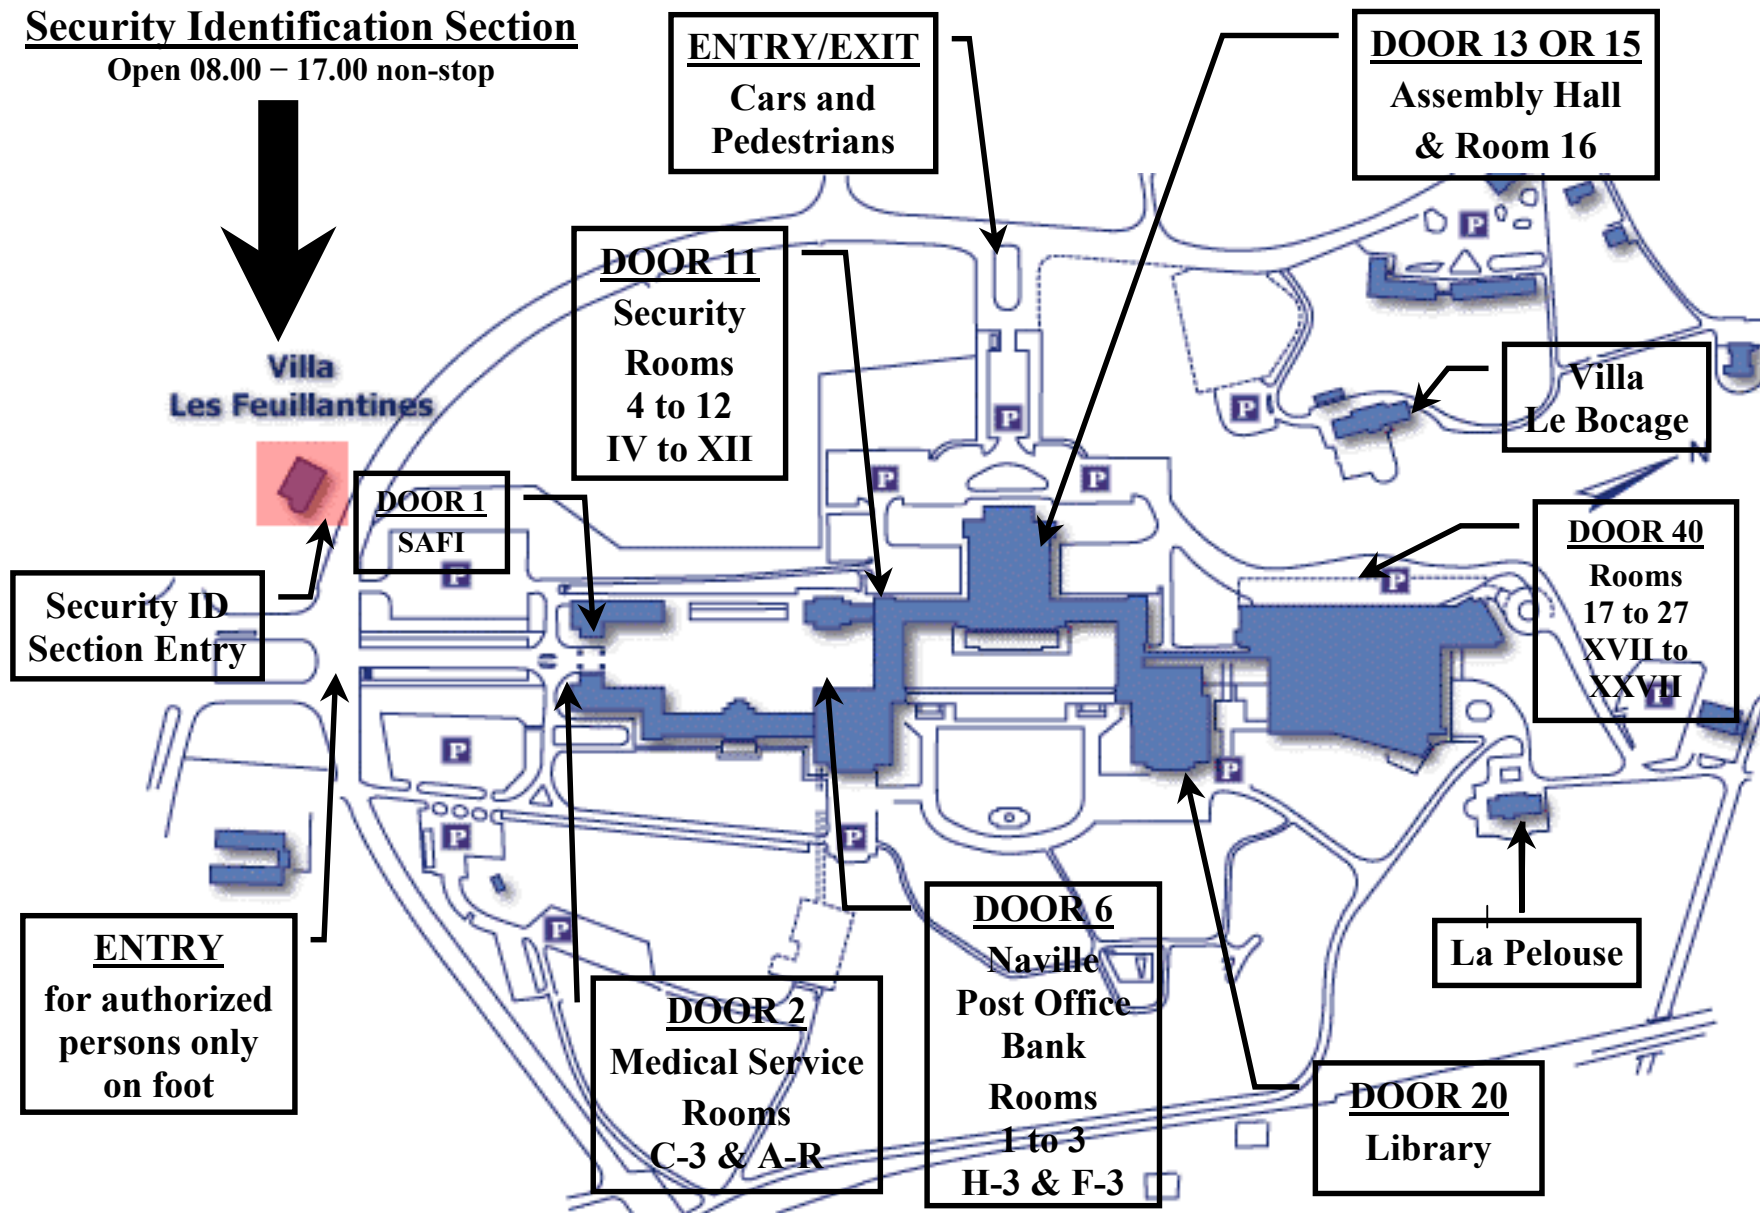 Security Identification Section
Open 08.00 – 17.00 non-stop
ENTRY/EXIT
Cars and
Pedestrians
DOOR 13 OR 15
Assembly Hall
& Room 16
DOOR 11
Security
Rooms
4 to 12
IV to XII
Villa
Les Feuillantines
Villa
Le Bocage
N
DOOR 1
SAFI
DOOR 40
Rooms
17 to 27
XVII to
XXVII
Security ID
Section Entry
ENTRY
for authorized
persons only
on foot
DOOR 2
Medical Service
Rooms
C-3 & A-R
DOOR 6
Naville
Post Office
Bank
Rooms
1 to 3
H-3 & F-3
La Pelouse
DOOR 20
Library
P
P
P
P
P
P
P
P
P
P
P
P
P